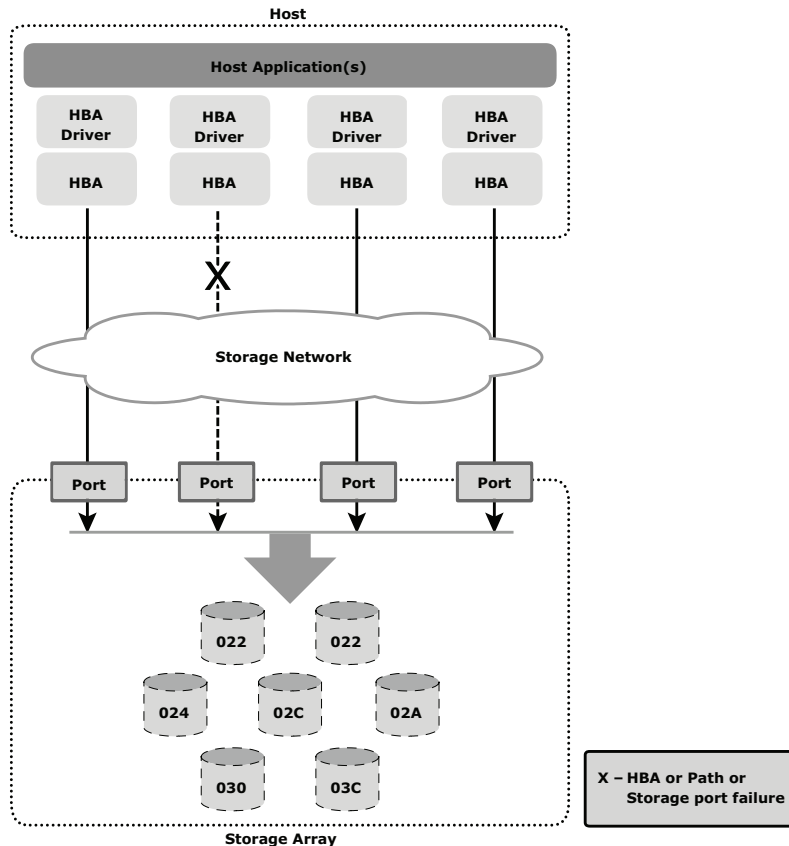 Host
Host Application(s)
HBA
Driver
HBA
Driver
HBA
Driver
HBA
Driver
HBA
HBA
HBA
HBA
X
Storage Network
Port
Port
Port
Port
022
022
024
02C
02A
030
03C
X – HBA or Path or
Storage port failure
Storage Array